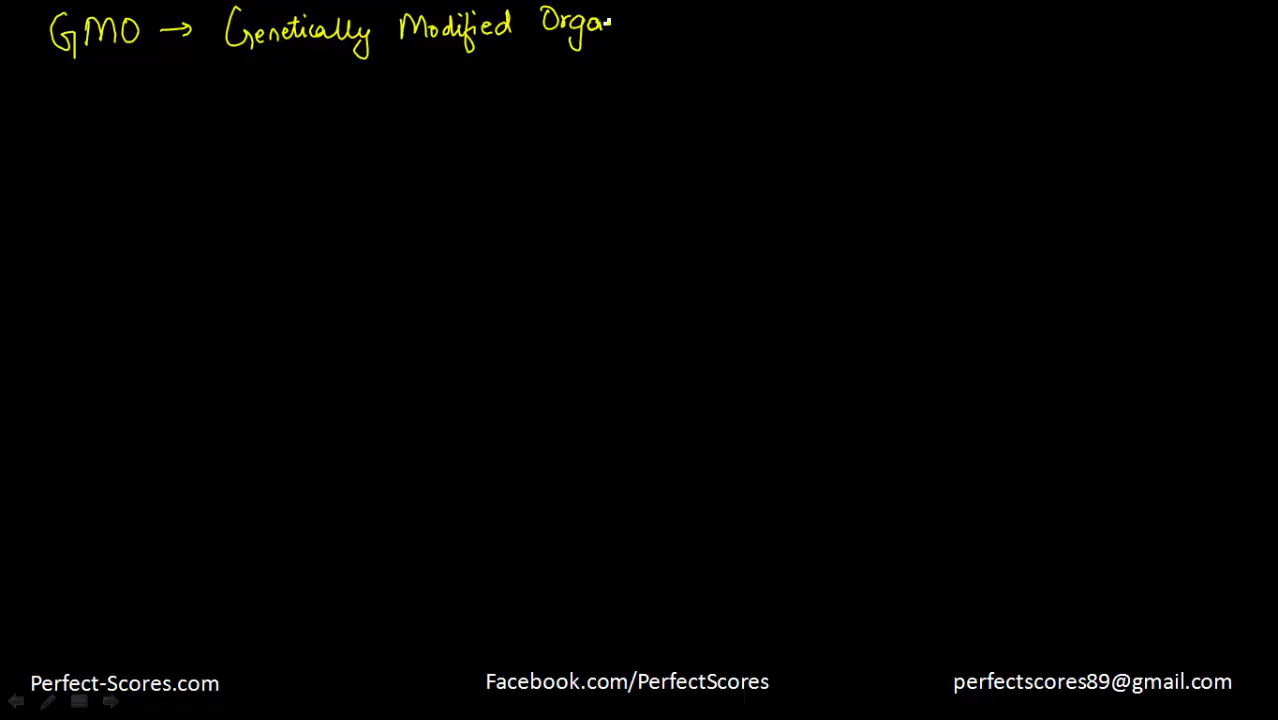 GMO → Genetically Modified Orga
Perfect-Scores.com
Facebook.com/PerfectScores
perfectscores89@gmail.com